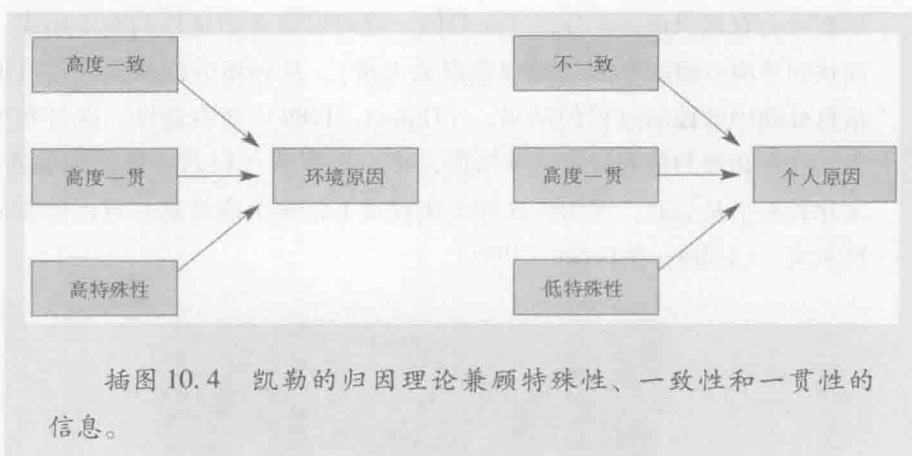 高度一致
不一致
高度一贯
环境原因
高度一贯
个人原因
高特殊性
低特殊性
插图 10.4 凯勒的归因理论兼顾特殊性、一致性和一贯性的
信息。